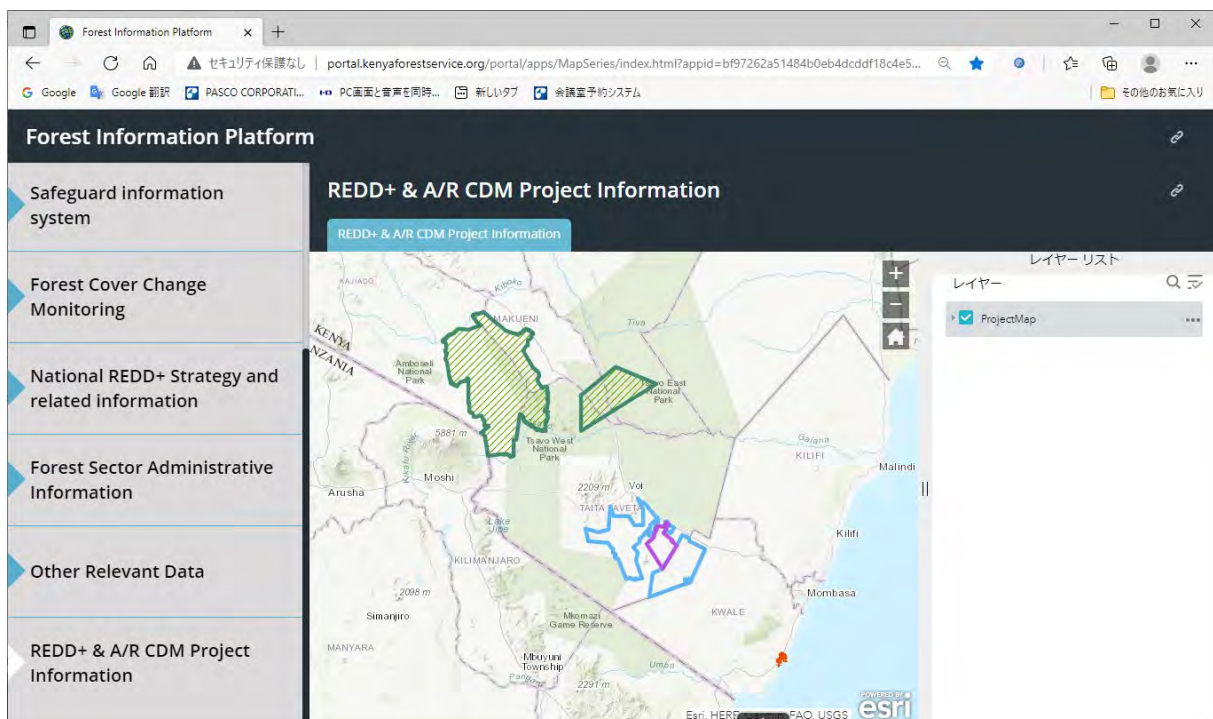 Forest Information Platform
セキュリティ保護なし
portal.kenyaforestservice.org/portal/apps/MapSeries/index.html?appid=bf97262a51484b0eb4dcddf18c4e5...
Google
Google 翻訳
PASCO CORPORATI...
PC画面と音声を同時...
新しいタブ
会議室予約システム
その他のお気に入り
Forest Information Platform
Safeguard information
system
Forest Cover Change
Monitoring
National REDD+ Strategy and
related information
Forest Sector Administrative
Information
Other Relevant Data
REDD+ & A/R CDM Project
Information
REDD+ & A/R CDM Project Information
REDD+ & A/R CDM Project Information
KAJIADO
Kiboko
MAKUENI
Tiva
KENYA
NZANIA
Amboseli
National
Park
Tsavo East
National
Park
5881 m
Tsavo West
National
Park
Galana
KILIFI
Malindi
Kikafu River
Moshi
Arusha
2209 m
Voi
TAITA TAVETA
Lake
Jipe
Kilifi
KILIMANJARO
2098 m
Mombasa
Simanjiro
Mkomazi
Game Reserve
KWALE
MANYARA
Mbuyuni
Township
Umba
Pangani
2291 m
Esri, HERE, Garmin, FAO, USGS
POWERED BY
esri
レイヤー リスト
レイヤー
ProjectMap